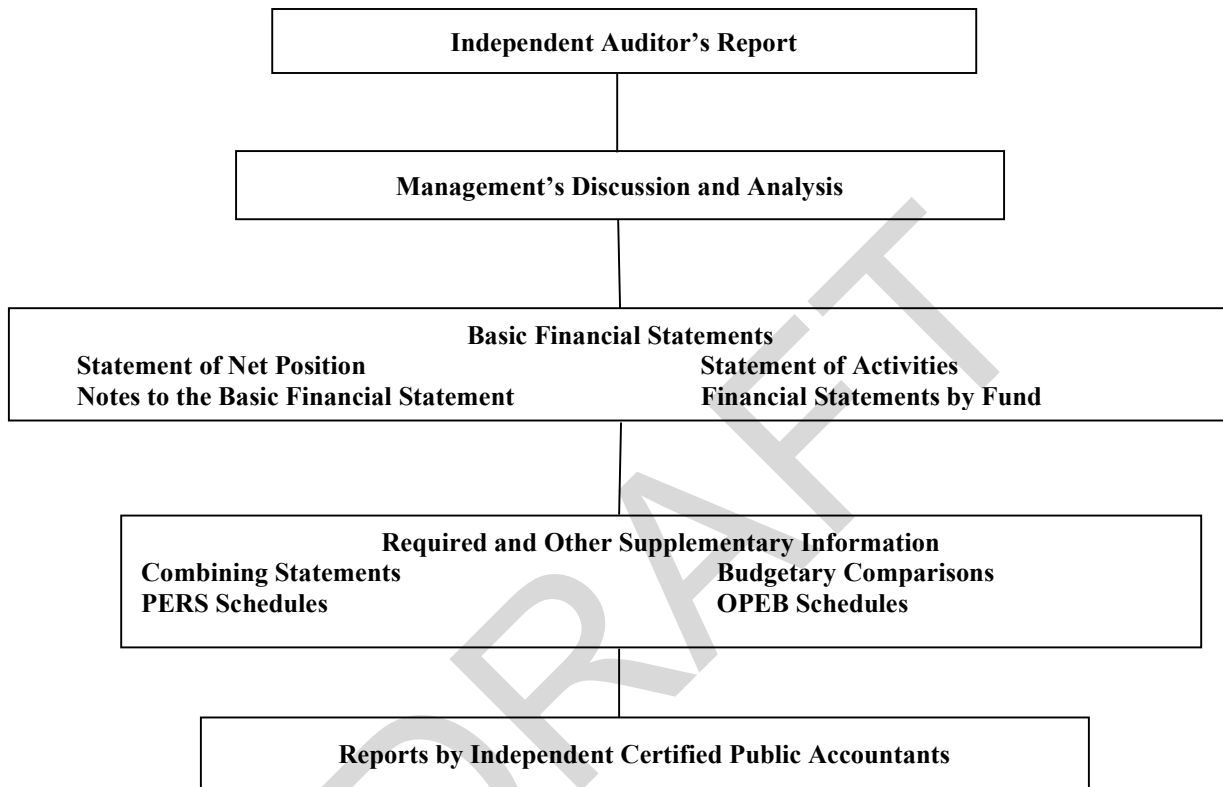 Independent Auditor’s Report
Management’s Discussion and Analysis
Basic Financial Statements
Statement of Net Position Statement of Activities
Notes to the Basic Financial Statement Financial Statements by Fund
Required and Other Supplementary Information
Combining Statements Budgetary Comparisons
PERS Schedules OPEB Schedules
Reports by Independent Certified Public Accountants
DRAFT